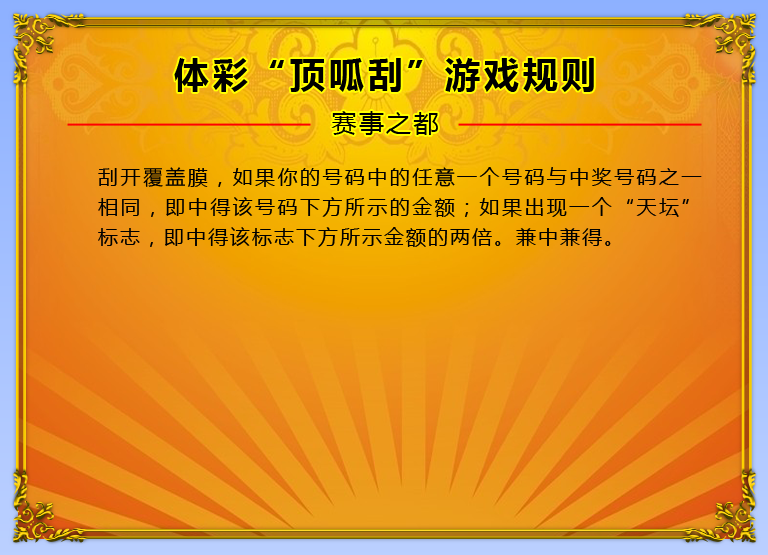 体彩“顶呱刮”游戏规则
赛事之都
刮开覆盖膜，如果你的号码中的任意一个号码与中奖号码之一
相同，即中得该号码下方所示的金额；如果出现一个“天坛”
标志，即中得该标志下方所示金额的两倍。兼中兼得。